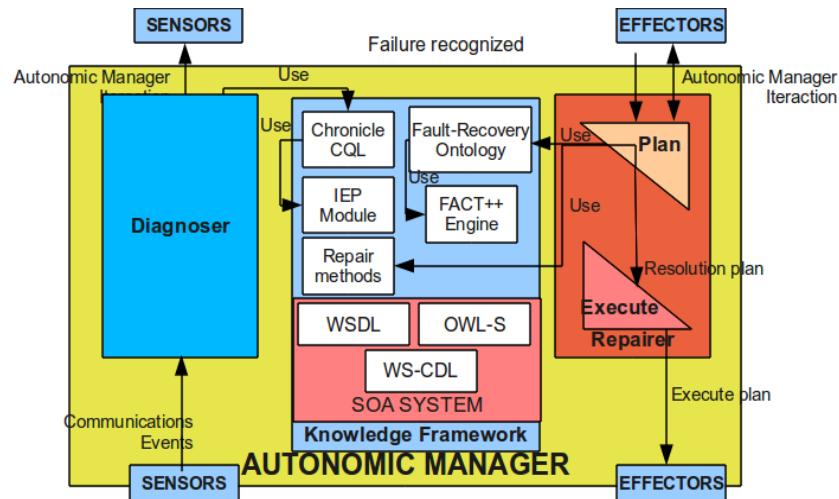 SENSORS
EFFECTORS
Failure recognized
Autonomic Manager
Iteraction
Use
Autonomic Manager
Iteraction
Use
Chronicle
CQL
Fault-Recovery
Ontology
Use
Plan
Use
IEP
Module
FACT++
Engine
Use
Diagnoser
Repair
methods
Resolution plan
WSDL
OWL-S
Execute
Repairer
WS-CDL
SOA SYSTEM
Execute plan
Communications
Events
Knowledge Framework
AUTONOMIC MANAGER
SENSORS
EFFECTORS